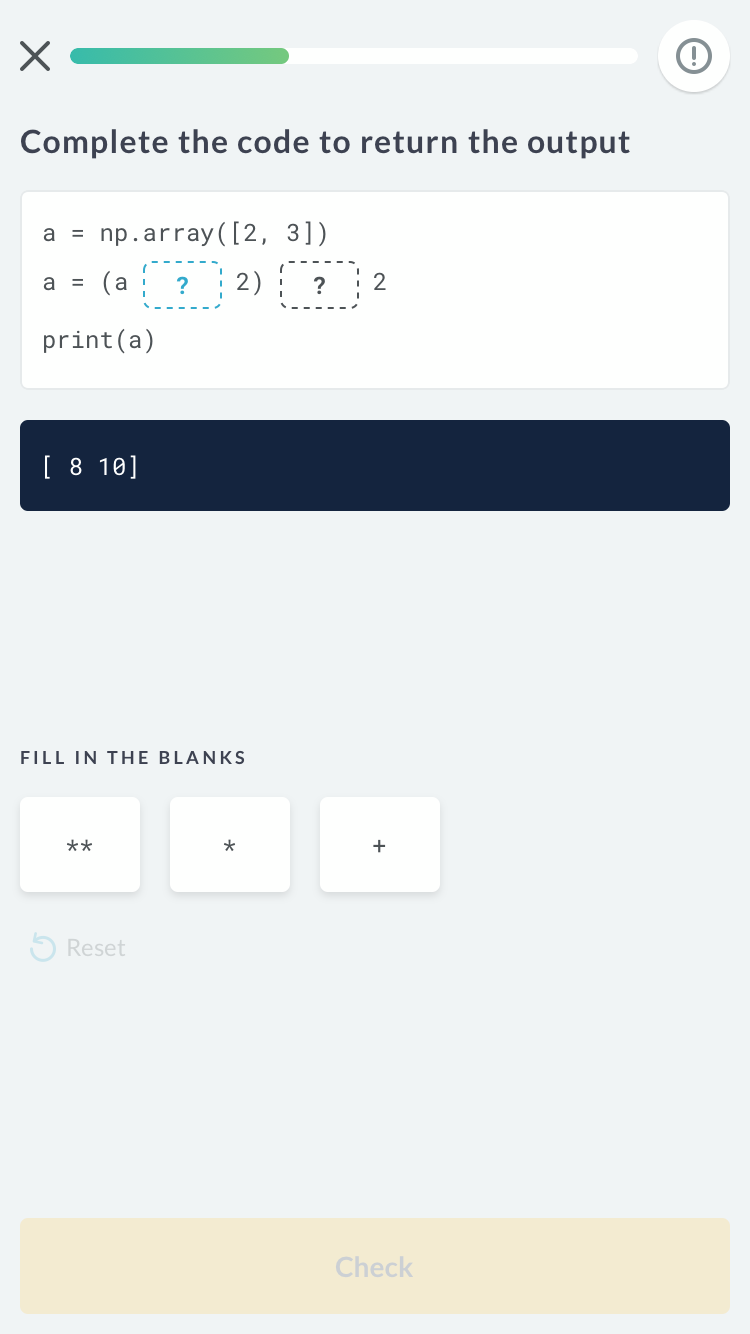 Complete the code to return the output
a = np.array([2, 3])
a = (a ? 2) ? 2
print(a)
[ 8 10]
FILL IN THE BLANKS
** * +
Reset
Check